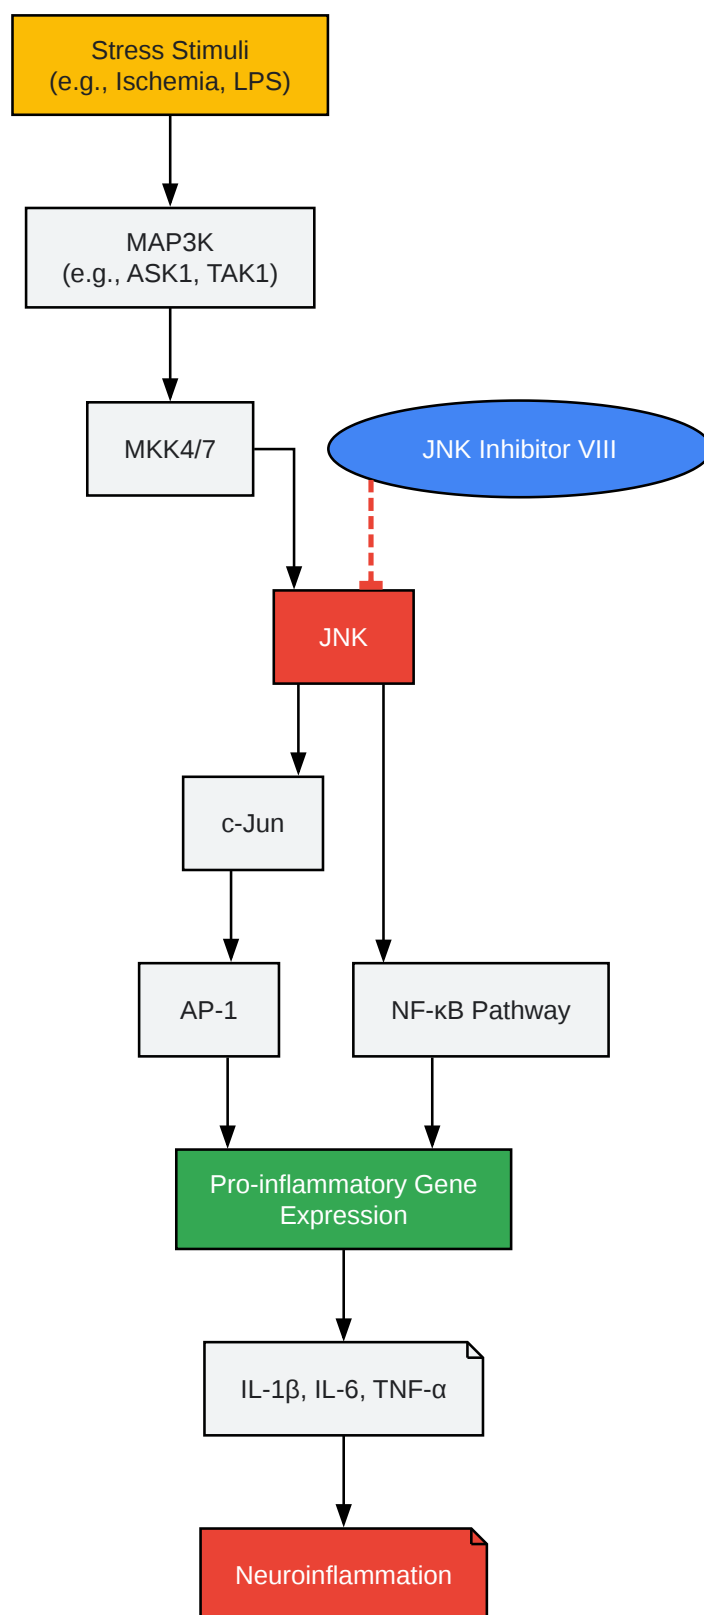 Stress Stimuli
(e.g., Ischemia, LPS)
MAP3K
(e.g., ASK1, TAK1)
MKK4/7
JNK Inhibitor VIII
JNK
c-Jun
AP-1
NF-κB Pathway
Pro-inflammatory Gene
Expression
IL-1β, IL-6, TNF-α
Neuroinflammation